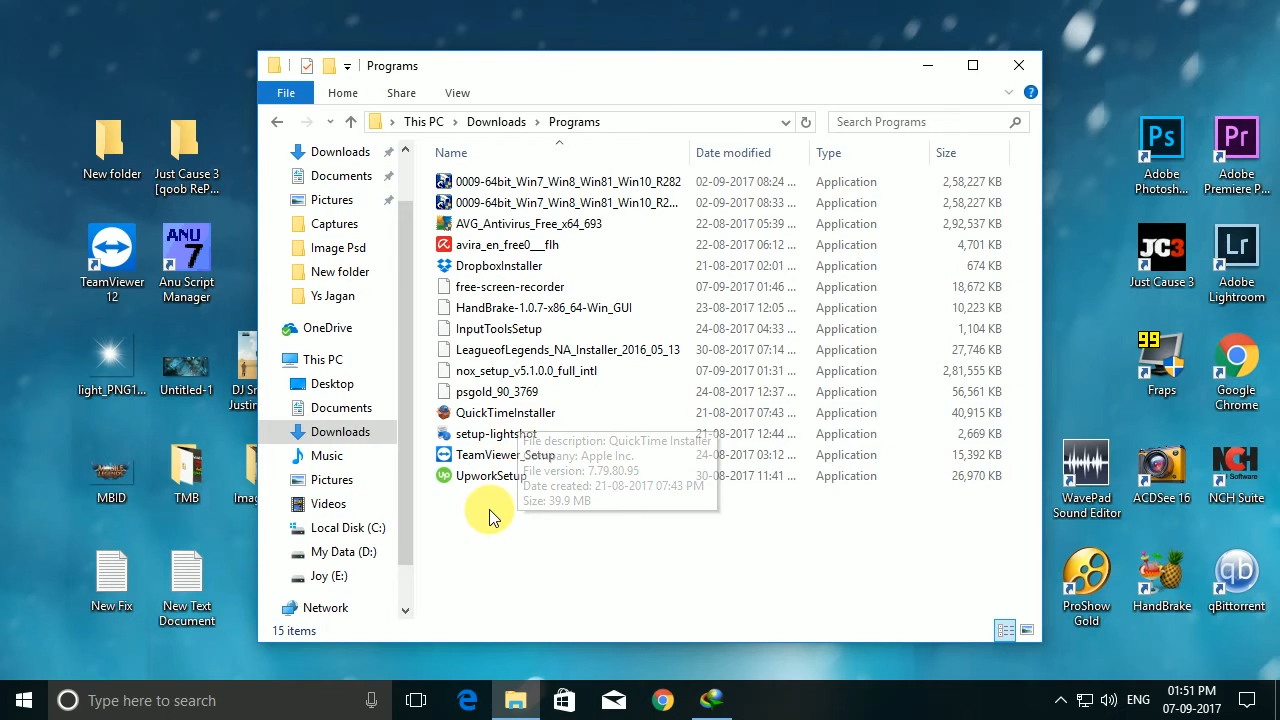 Programs
File
Home
Share
View
This PC
Downloads
Programs
Search Programs
Downloads
Documents
Pictures
Captures
Image Psd
New folder
Ys Jagan
OneDrive
This PC
Desktop
Documents
Downloads
Music
Pictures
Videos
Local Disk (C:)
My Data (D:)
Joy (E:)
Network
Name Date modified Type Size
0009-64bit_Win7_Win8_Win81_Win10_R282 02-09-2017 08:24 ... Application 2,58,227 KB
0009-64bit_Win7_Win8_Win81_Win10_R2... 02-09-2017 08:33 ... Application 2,58,227 KB
AVG_Antivirus_Free_x64_693 22-08-2017 05:39 ... Application 2,92,537 KB
avira_en_free0__flh 22-08-2017 06:12 ... Application 4,701 KB
DropboxInstaller 21-08-2017 02:01 ... Application 674 KB
free-screen-recorder 07-09-2017 01:46 ... Application 18,672 KB
HandBrake-1.0.7-x86_64-Win_GUI 23-08-2017 12:05 ... Application 10,223 KB
InputToolsSetup 24-08-2017 04:33 ... Application 1,104 KB
LeagueofLegends_NA_Installer_2016_05_13 30-08-2017 07:14 ... Application 27,746 KB
nox_setup_v5.1.0.0_full_intl 07-09-2017 01:31 ... Application 2,81,555 KB
psgold_90_3769 24-08-2017 12:37 ... Application 56,561 KB
QuickTimeInstaller 21-08-2017 07:43 ... Application 40,915 KB
setup-lightshot 21-08-2017 12:44 ... Application 2,669 KB
TeamViewer_Setup 24-08-2017 03:12 ... Application 15,392 KB
UpworkSetup 30-08-2017 11:41 ... Application 26,970 KB
File description: QuickTime Installer
Company: Apple Inc.
File version: 7.79.80.95
Date created: 21-08-2017 07:43 PM
Size: 39.9 MB
15 items
New folder
Just Cause 3
[qoob ReP...
TeamViewer
12
ANU
7
Anu Script
Manager
light_PNG1...
Untitled-1
DJ S
Justin
MOBILE
LEGENDS
MBID
TMB
Imag
New Fix
New Text
Document
Ps
Adobe
Photosh...
Pr
Adobe
Premiere P...
JC3
Just Cause 3
Lr
Adobe
Lightroom
99
Fraps
Google
Chrome
WavePad
Sound Editor
ACDSee 16
NCH
NCH Suite
ProShow
Gold
HandBrake
qb
qBittorrent
Type here to search
ENG
01:51 PM
07-09-2017